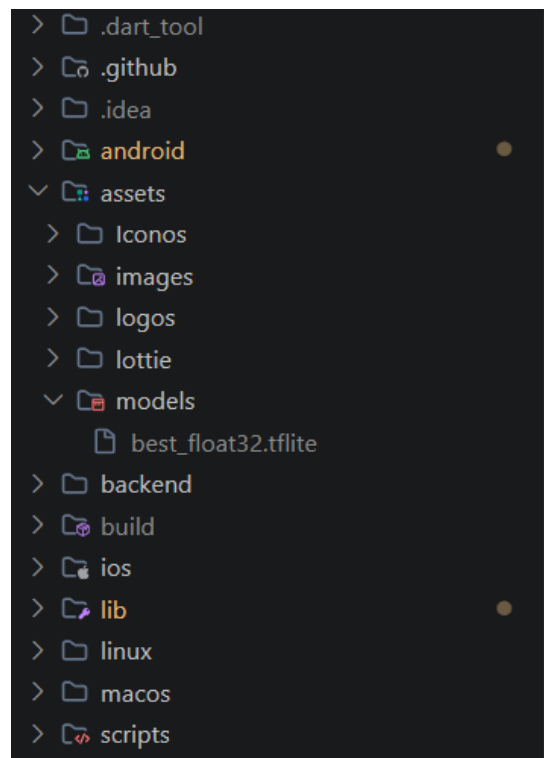 .dart_tool
.github
.idea
android
assets
Iconos
images
logos
lottie
models
best_float32.tflite
backend
build
ios
lib
linux
macos
scripts